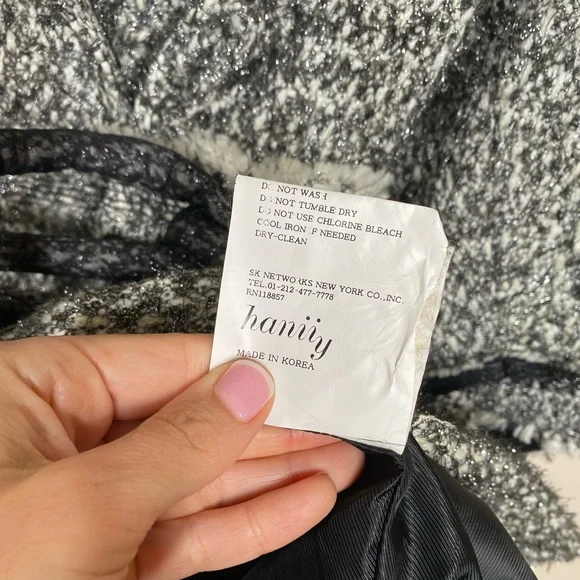 DO NOT WASH
DO NOT TUMBLE DRY
DO NOT USE CHLORINE BLEACH
COOL IRON IF NEEDED
DRY-CLEAN
SK NETWORKS NEW YORK CO.,INC.
TEL.01-212-477-7778
RN118857
haniiy
MADE IN KOREA